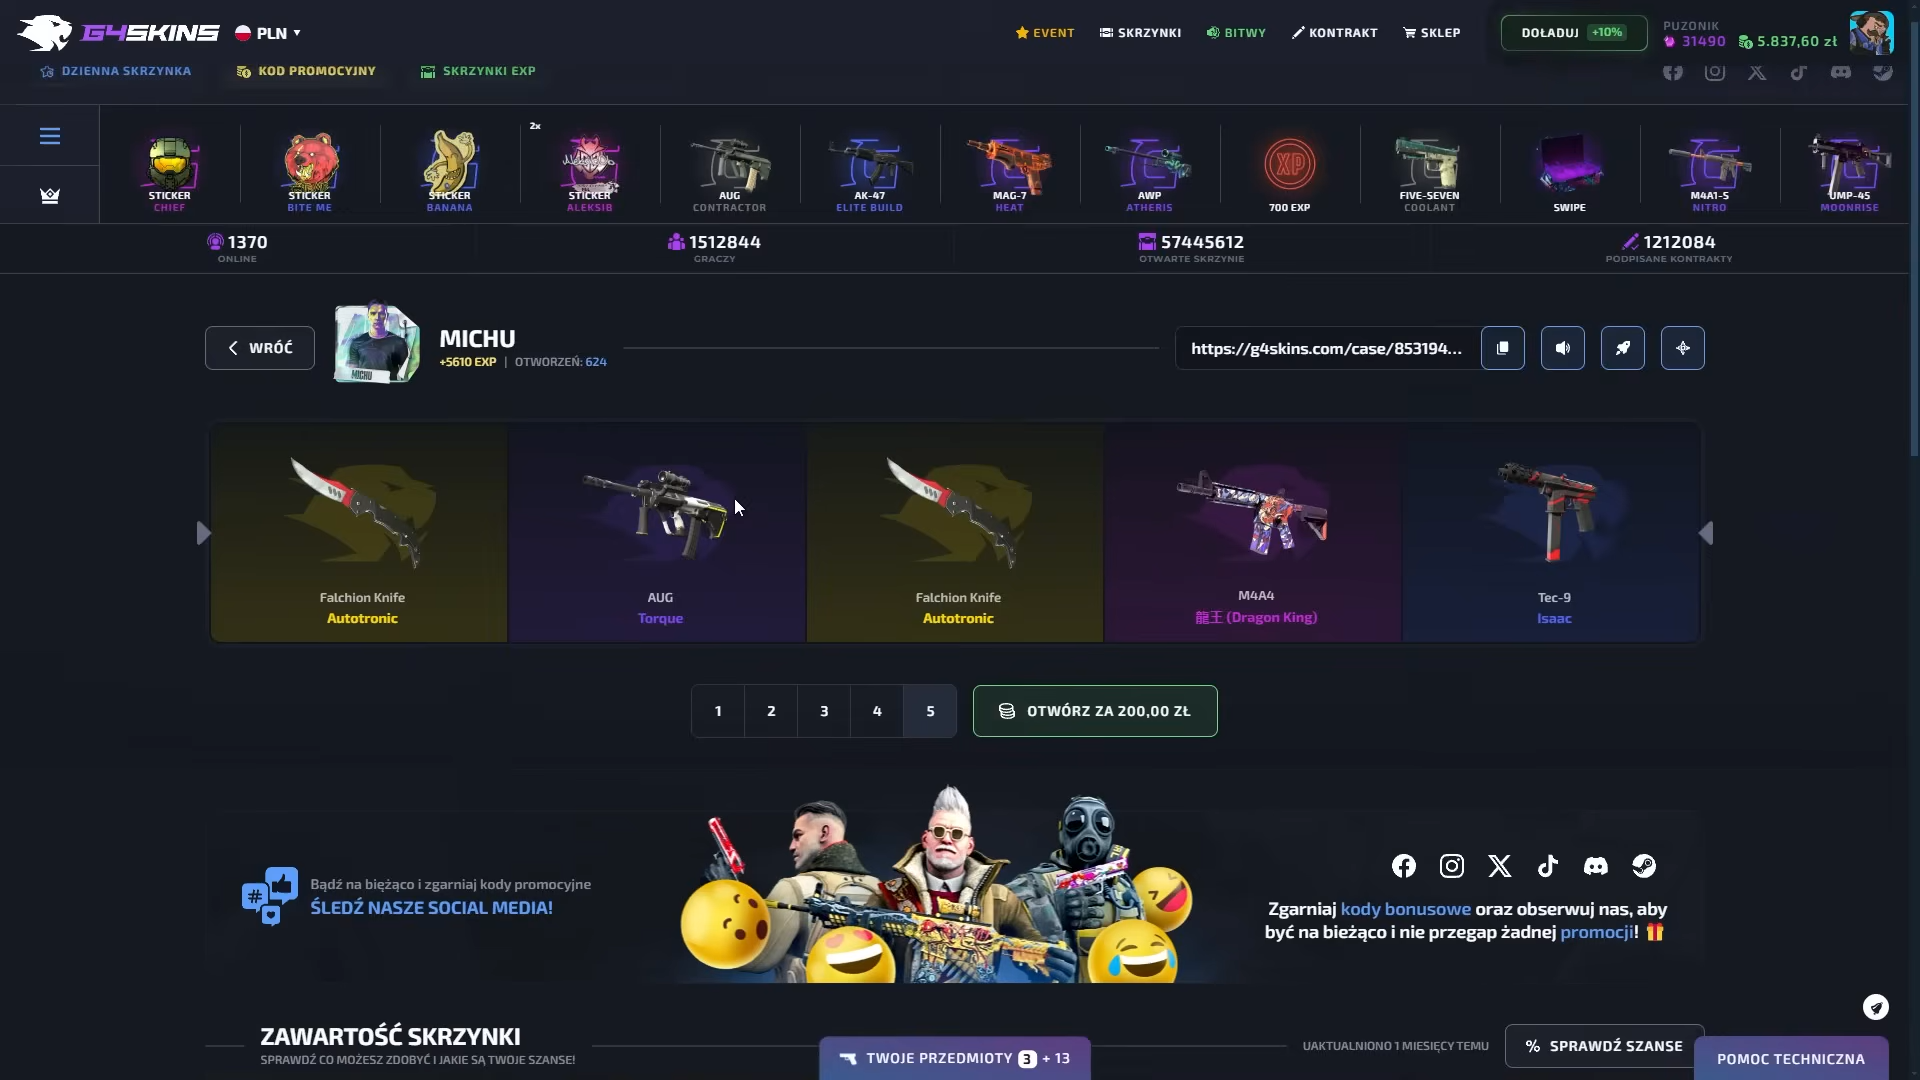 G4SKINS
PLN
EVENT
SKRZYNKI
BITWY
KONTRAKT
SKLEP
DOŁADUJ +10%
PUZONIK
31490
5.837,60 zł
DZIENNA SKRZYNKA
KOD PROMOCYJNY
SKRZYNKI EXP
STICKER
CHIEF
STICKER
BITE ME
STICKER
BANANA
2x
STICKER
ALEKSIB
AUG
CONTRACTOR
AK-47
ELITE BUILD
MAG-7
HEAT
AWP
ATHERIS
XP
700 EXP
FIVE-SEVEN
COOLANT
SWIPE
M4A1-S
NITRO
UMP-45
MOONRISE
1370
ONLINE
1512844
GRACZY
57445612
OTWARTE SKRZYNIE
1212084
PODPISANE KONTRAKTY
WRÓĆ
MICHU
MICHU
+5610 EXP | OTWORZEŃ: 624
https://g4skins.com/case/853194...
Falchion Knife
Autotronic
AUG
Torque
Falchion Knife
Autotronic
M4A4
龍王 (Dragon King)
Tec-9
Isaac
1 2 3 4 5
OTWÓRZ ZA 200,00 ZŁ
Bądź na bieżąco i zgarniaj kody promocyjne
ŚLEDŹ NASZE SOCIAL MEDIA!
Zgarniaj kody bonusowe oraz obserwuj nas, aby
być na bieżąco i nie przegap żadnej promocji!
ZAWARTOŚĆ SKRZYNKI
SPRAWDŹ CO MOŻESZ ZDOBYĆ I JAKIE SĄ TWOJE SZANSE!
TWOJE PRZEDMIOTY 3 + 13
UAKTUALNIONO 1 MIESIĘCY TEMU
% SPRAWDŹ SZANSE
POMOC TECHNICZNA